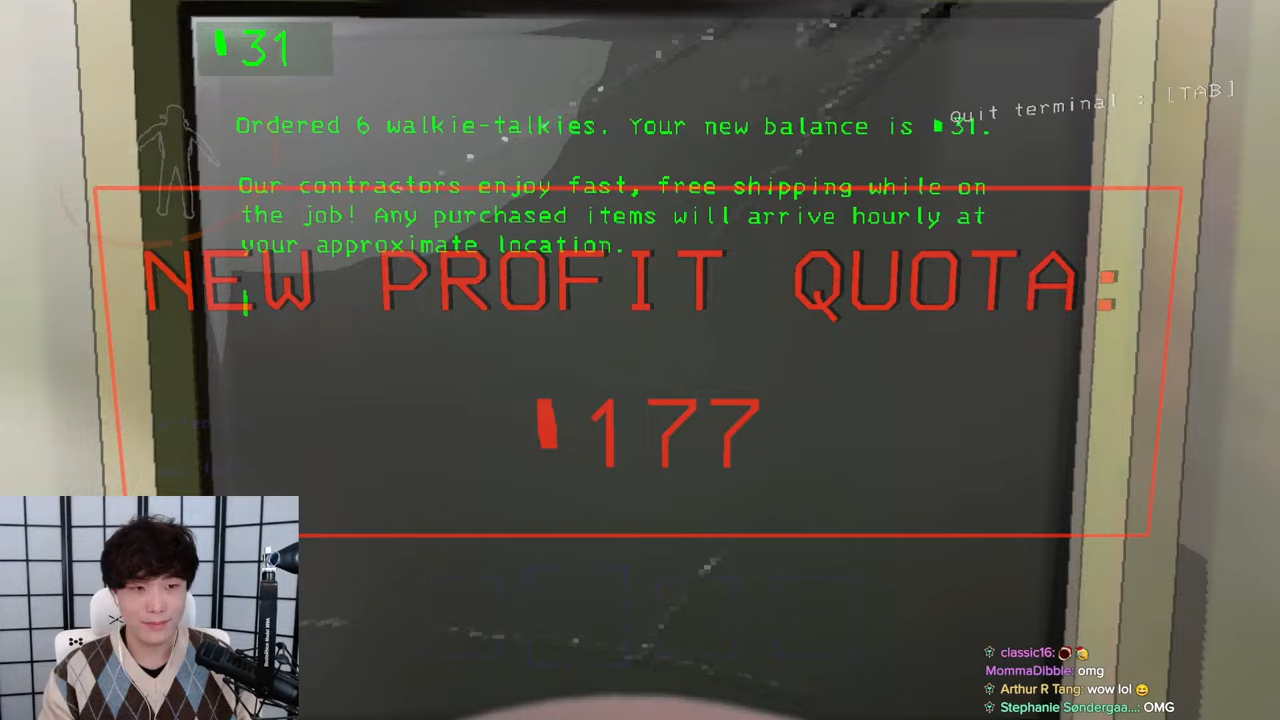 ▮31
Quit terminal : [TAB]
Ordered 6 walkie-talkies. Your new balance is ▮31.
Our contractors enjoy fast, free shipping while on
the job! Any purchased items will arrive hourly at
your approximate location.
NEW PROFIT QUOTA:
▮177
classic16:
MommaDibble: omg
Arthur R Tang: wow lol 😄
Stephanie Søndergaa...: OMG